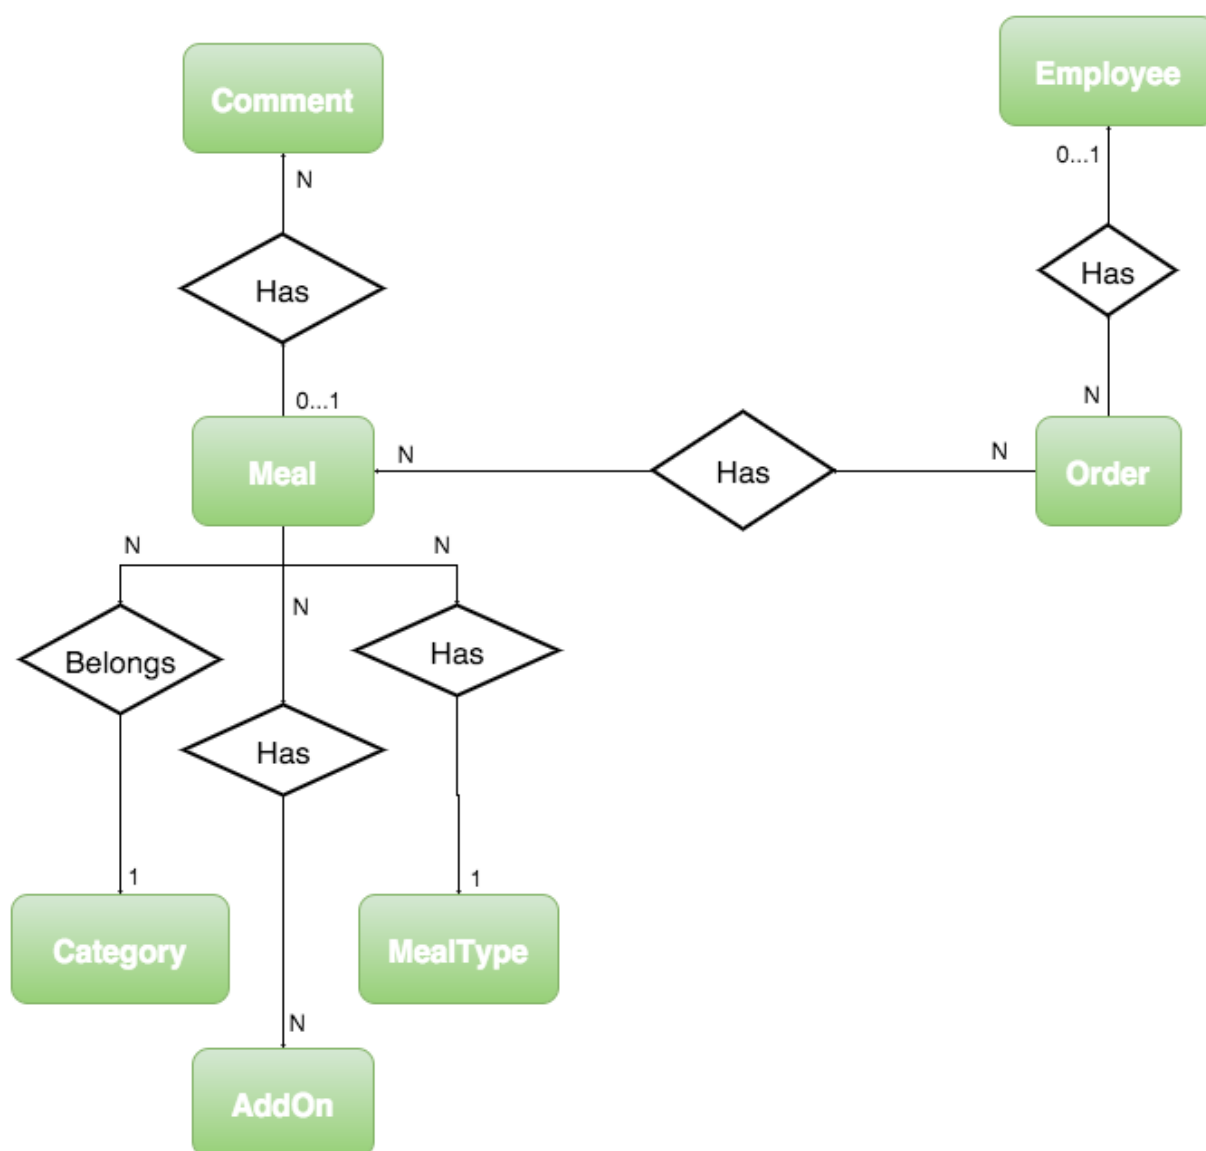 Employee
Comment
0...1
N
Has
Has
N
0...1
N
N
Meal
Has
Order
N
N
N
Belongs
Has
Has
1
1
Category
MealType
N
AddOn